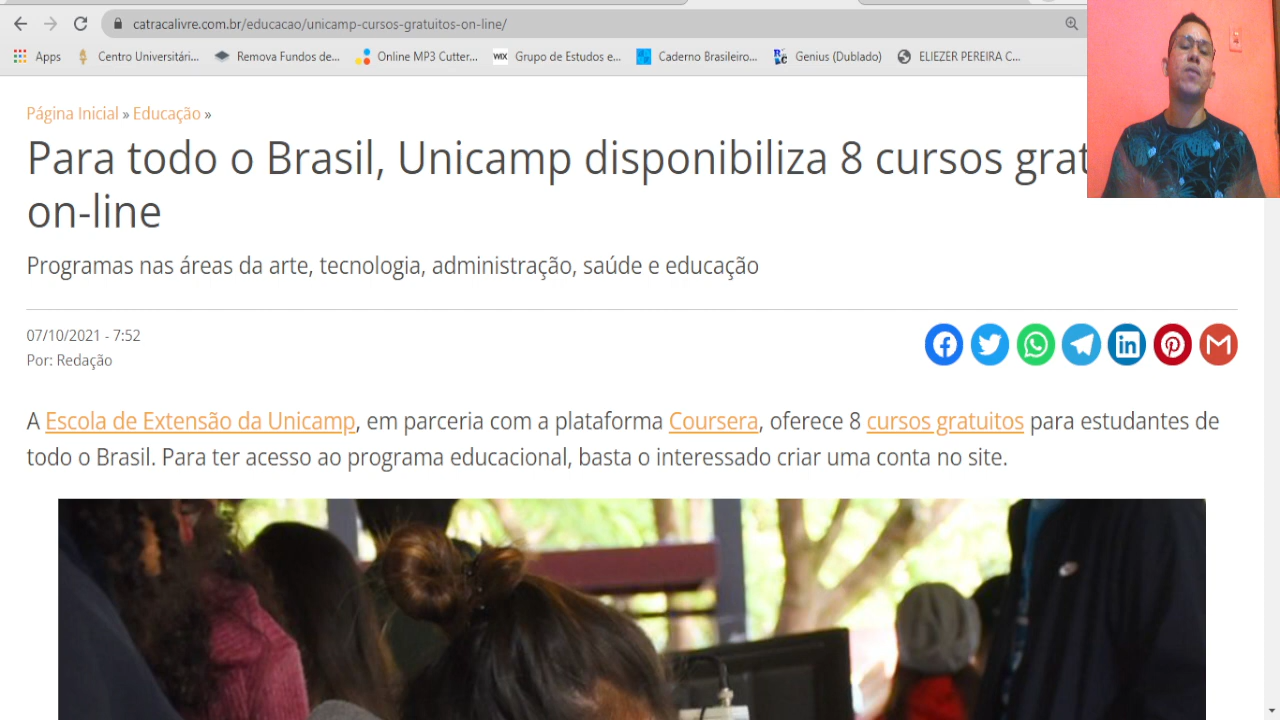 catracalivre.com.br/educacao/unicamp-cursos-gratuitos-on-line/
Apps Centro Universitári... Remova Fundos de... Online MP3 Cutter... WIX Grupo de Estudos e... Caderno Brasileiro... Genius (Dublado) ELIEZER PEREIRA C...
Página Inicial » Educação »
Para todo o Brasil, Unicamp disponibiliza 8 cursos grat
on-line
Programas nas áreas da arte, tecnologia, administração, saúde e educação
07/10/2021 - 7:52
Por: Redação
A Escola de Extensão da Unicamp, em parceria com a plataforma Coursera, oferece 8 cursos gratuitos para estudantes de
todo o Brasil. Para ter acesso ao programa educacional, basta o interessado criar uma conta no site.